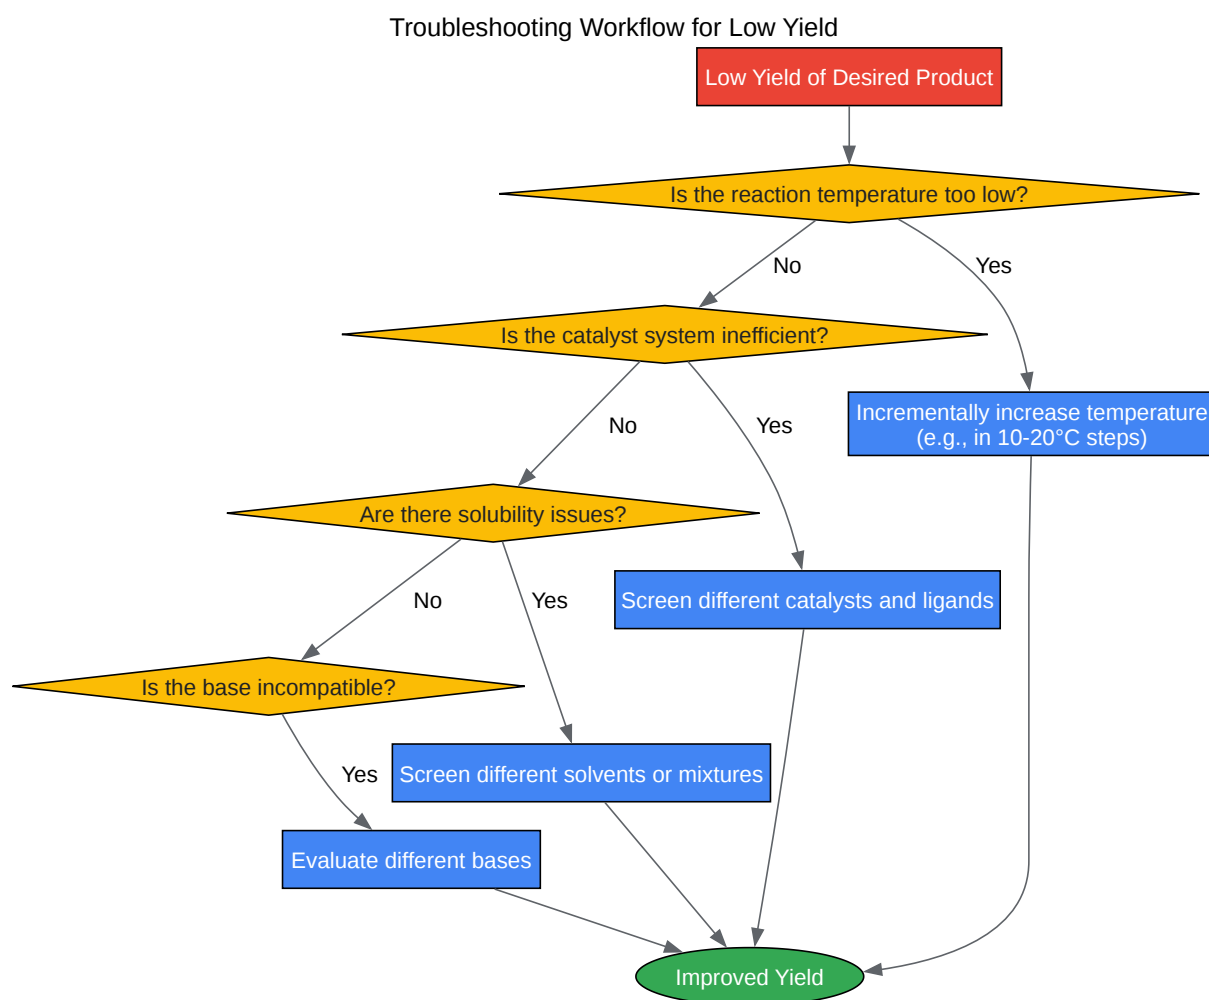 Troubleshooting Workflow for Low Yield
Low Yield of Desired Product
Is the reaction temperature too low?
No
Yes
Is the catalyst system inefficient?
Incrementally increase temperature
(e.g., in 10-20°C steps)
No
Yes
Are there solubility issues?
Screen different catalysts and ligands
No
Yes
Is the base incompatible?
Screen different solvents or mixtures
Yes
Evaluate different bases
Improved Yield